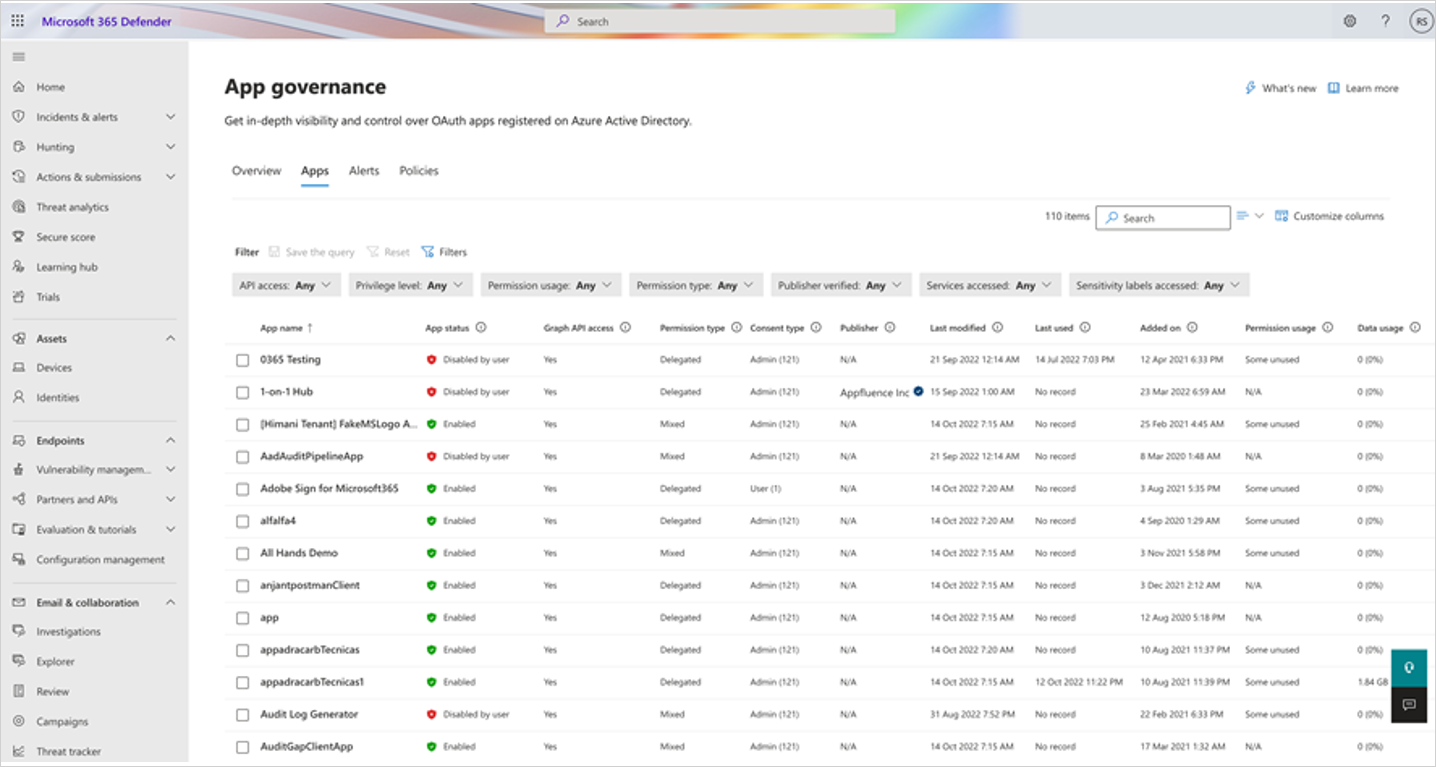 Microsoft 365 Defender
Search
RS
Home
Incidents & alerts
Hunting
Actions & submissions
Threat analytics
Secure score
Learning hub
Trials
Assets
Devices
Identities
Endpoints
Vulnerability managem...
Partners and APIs
Evaluation & tutorials
Configuration management
Email & collaboration
Investigations
Explorer
Review
Campaigns
Threat tracker
App governance
What's new Learn more
Get in-depth visibility and control over OAuth apps registered on Azure Active Directory.
Overview Apps Alerts Policies
110 items Search Customize columns
Filter Save the query Reset Filters
API access: Any Privilege level: Any Permission usage: Any Permission type: Any Publisher verified: Any Services accessed: Any Sensitivity labels accessed: Any
App name ↑ App status Graph API access Permission type Consent type Publisher Last modified Last used Added on Permission usage Data usage
0365 Testing Disabled by user Yes Delegated Admin (121) N/A 21 Sep 2022 12:14 AM 14 Jul 2022 7:03 PM 12 Apr 2021 6:33 PM Some unused 0 (0%)
1-on-1 Hub Disabled by user Yes Delegated Admin (121) Appfluence Inc 15 Sep 2022 1:00 AM No record 23 Mar 2022 6:59 AM N/A 0 (0%)
[Himani Tenant] FakeMSLogo A... Enabled Yes Mixed Admin (121) N/A 14 Oct 2022 7:15 AM No record 25 Feb 2021 4:45 AM Some unused 0 (0%)
AadAuditPipelineApp Disabled by user Yes Mixed Admin (121) N/A 21 Sep 2022 12:14 AM No record 8 Mar 2020 1:48 AM N/A 0 (0%)
Adobe Sign for Microsoft365 Enabled Yes Delegated User (1) N/A 14 Oct 2022 7:20 AM No record 3 Aug 2021 5:35 PM Some unused 0 (0%)
alfalfa4 Enabled Yes Delegated Admin (121) N/A 14 Oct 2022 7:20 AM No record 4 Sep 2020 1:29 AM Some unused 0 (0%)
All Hands Demo Enabled Yes Mixed Admin (121) N/A 14 Oct 2022 7:15 AM No record 3 Nov 2021 5:58 PM Some unused 0 (0%)
anjantpostmanClient Enabled Yes Delegated Admin (121) N/A 14 Oct 2022 7:15 AM No record 3 Dec 2021 2:12 AM N/A 0 (0%)
app Enabled Yes Delegated Admin (121) N/A 14 Oct 2022 7:15 AM No record 12 Aug 2020 5:18 PM N/A 0 (0%)
appadracarbTecnicas Enabled Yes Delegated Admin (121) N/A 14 Oct 2022 7:20 AM No record 10 Aug 2021 11:37 PM Some unused 0 (0%)
appadracarbTecnicas1 Enabled Yes Delegated Admin (121) N/A 14 Oct 2022 7:15 AM 12 Oct 2022 11:22 PM 10 Aug 2021 11:39 PM Some unused 1.84 GB
Audit Log Generator Disabled by user Yes Mixed Admin (121) N/A 31 Aug 2022 7:52 PM No record 22 Feb 2021 6:33 PM Some unused 0 (0%)
AuditGapClientApp Enabled Yes Mixed Admin (121) N/A 14 Oct 2022 7:15 AM No record 17 Mar 2021 1:32 AM N/A 0 (0%)